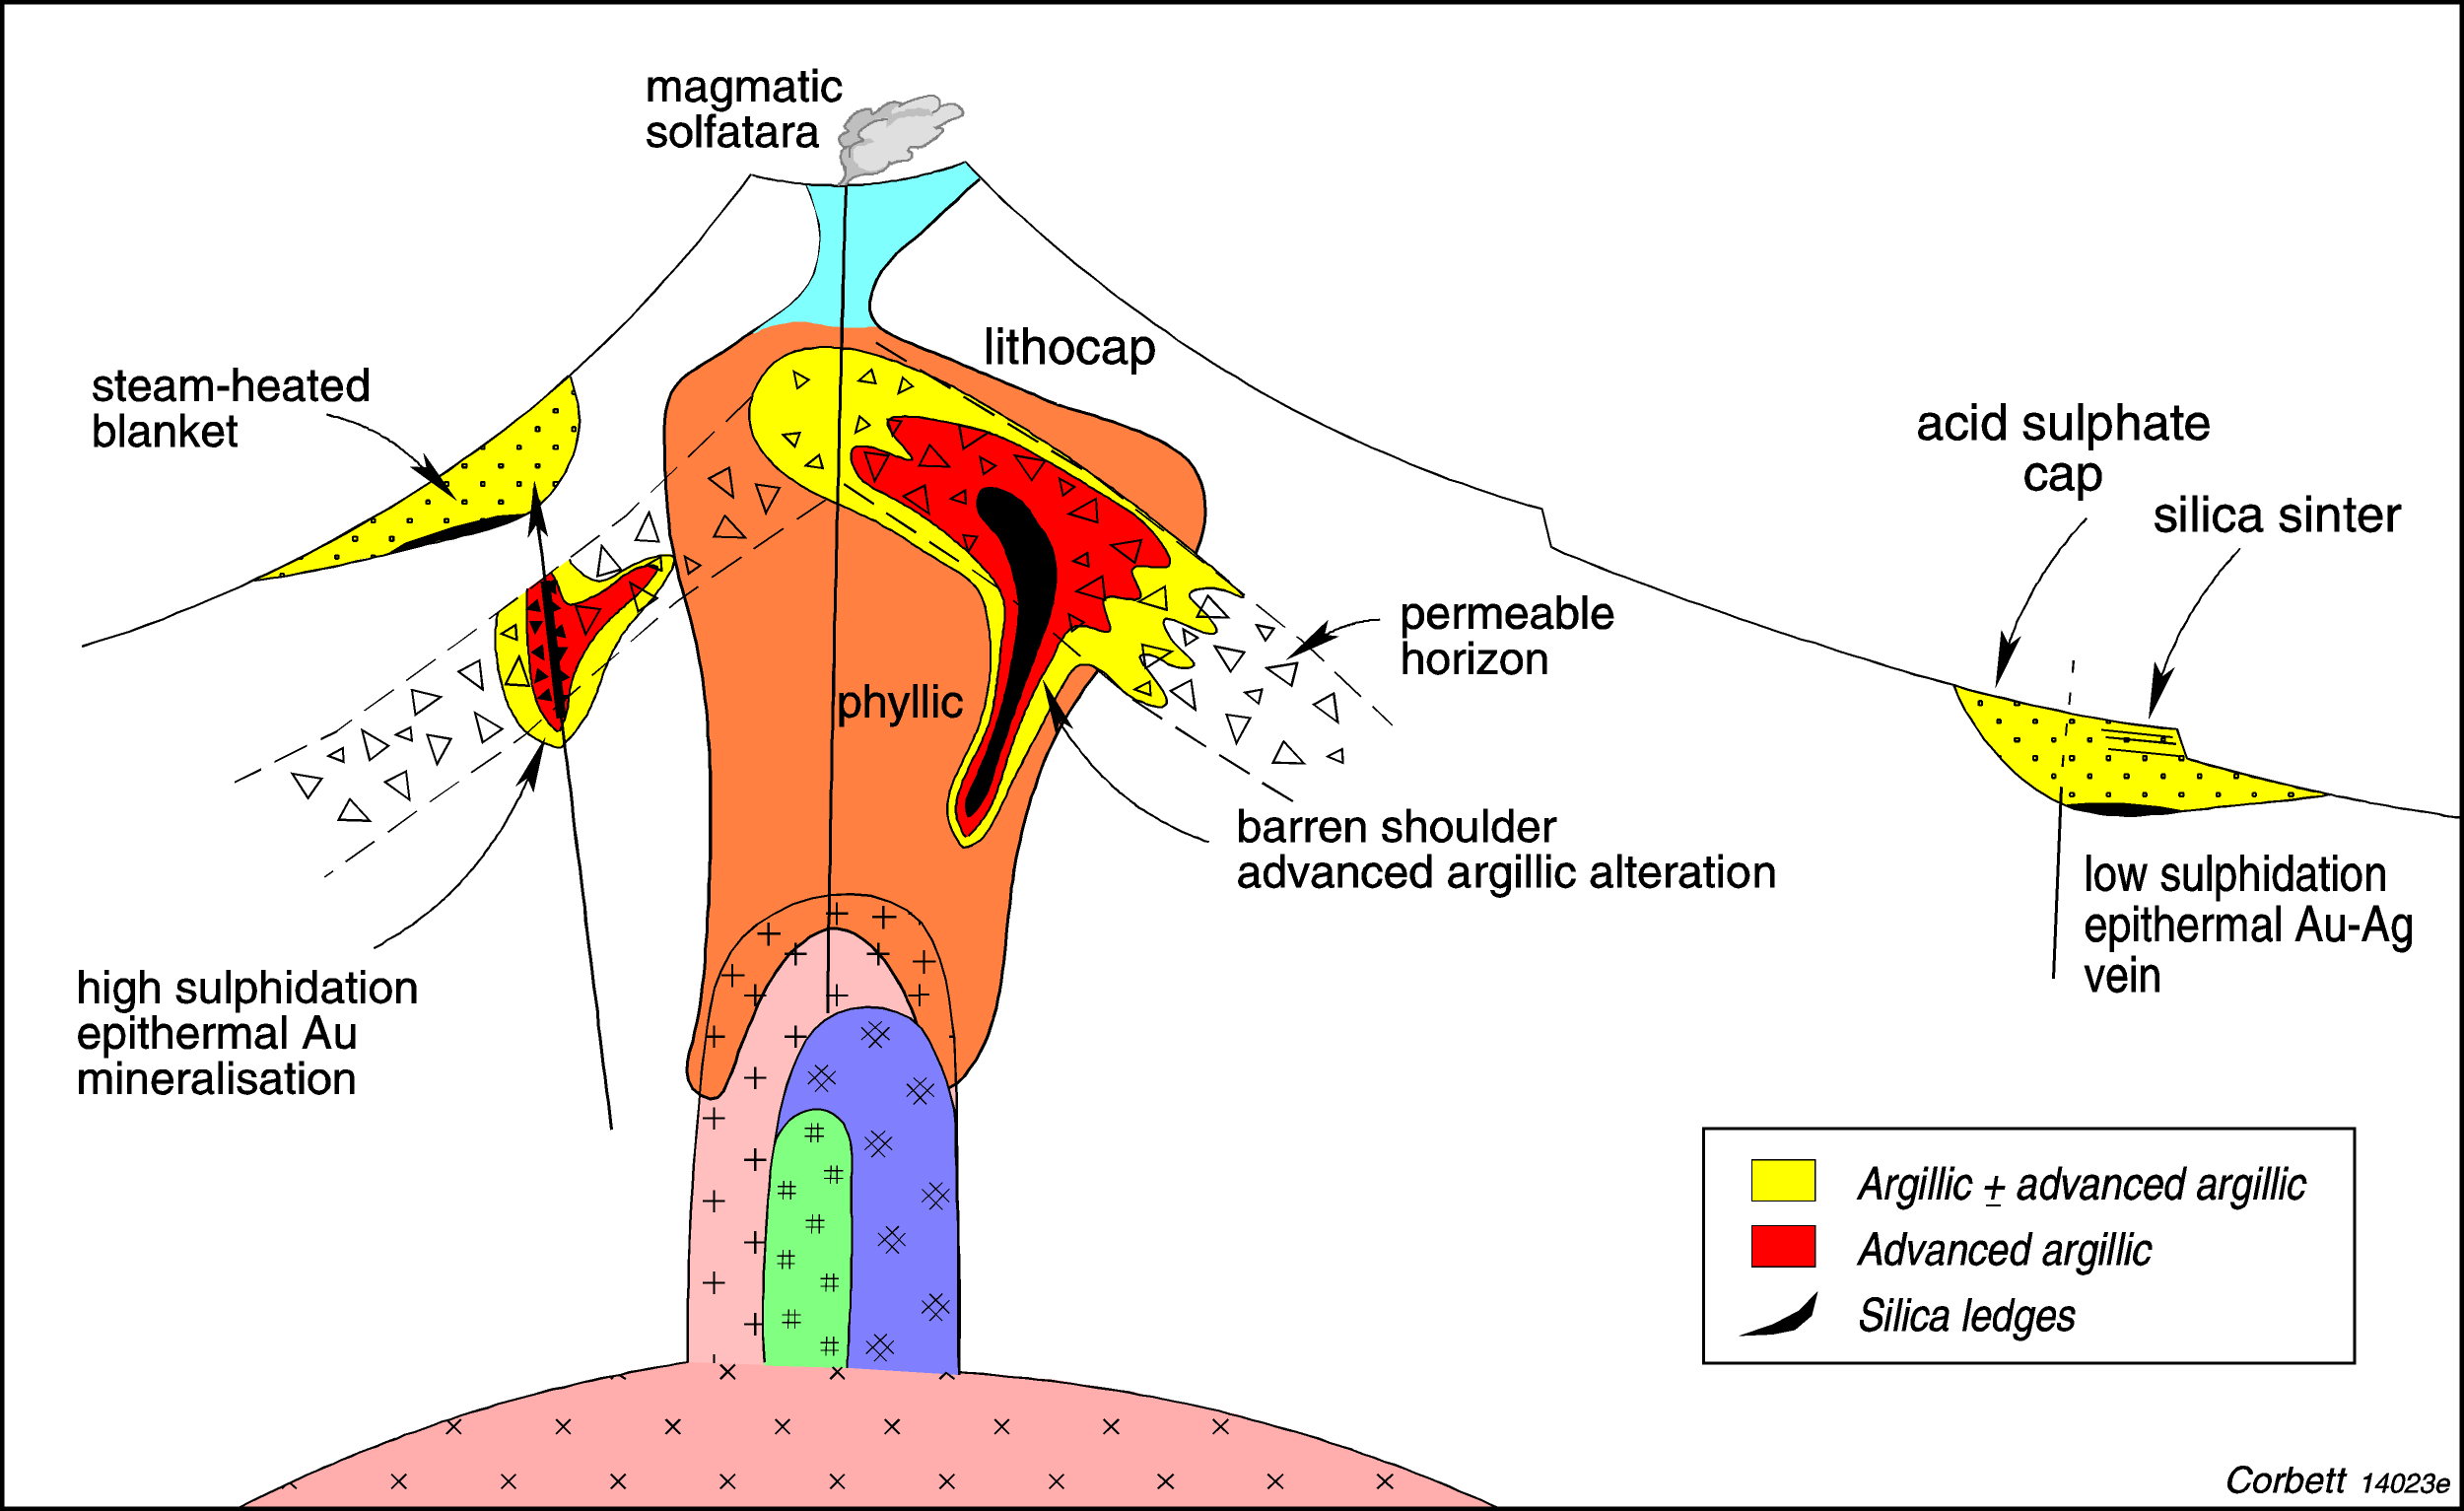 magmatic
solfatara
lithocap
steam-heated
blanket
acid sulphate
cap
silica sinter
permeable
horizon
phyllic
barren shoulder
advanced argillic alteration
low sulphidation
epithermal Au-Ag
vein
high sulphidation
epithermal Au
mineralisation
Argillic ± advanced argillic
Advanced argillic
Silica ledges
Corbett 14023e